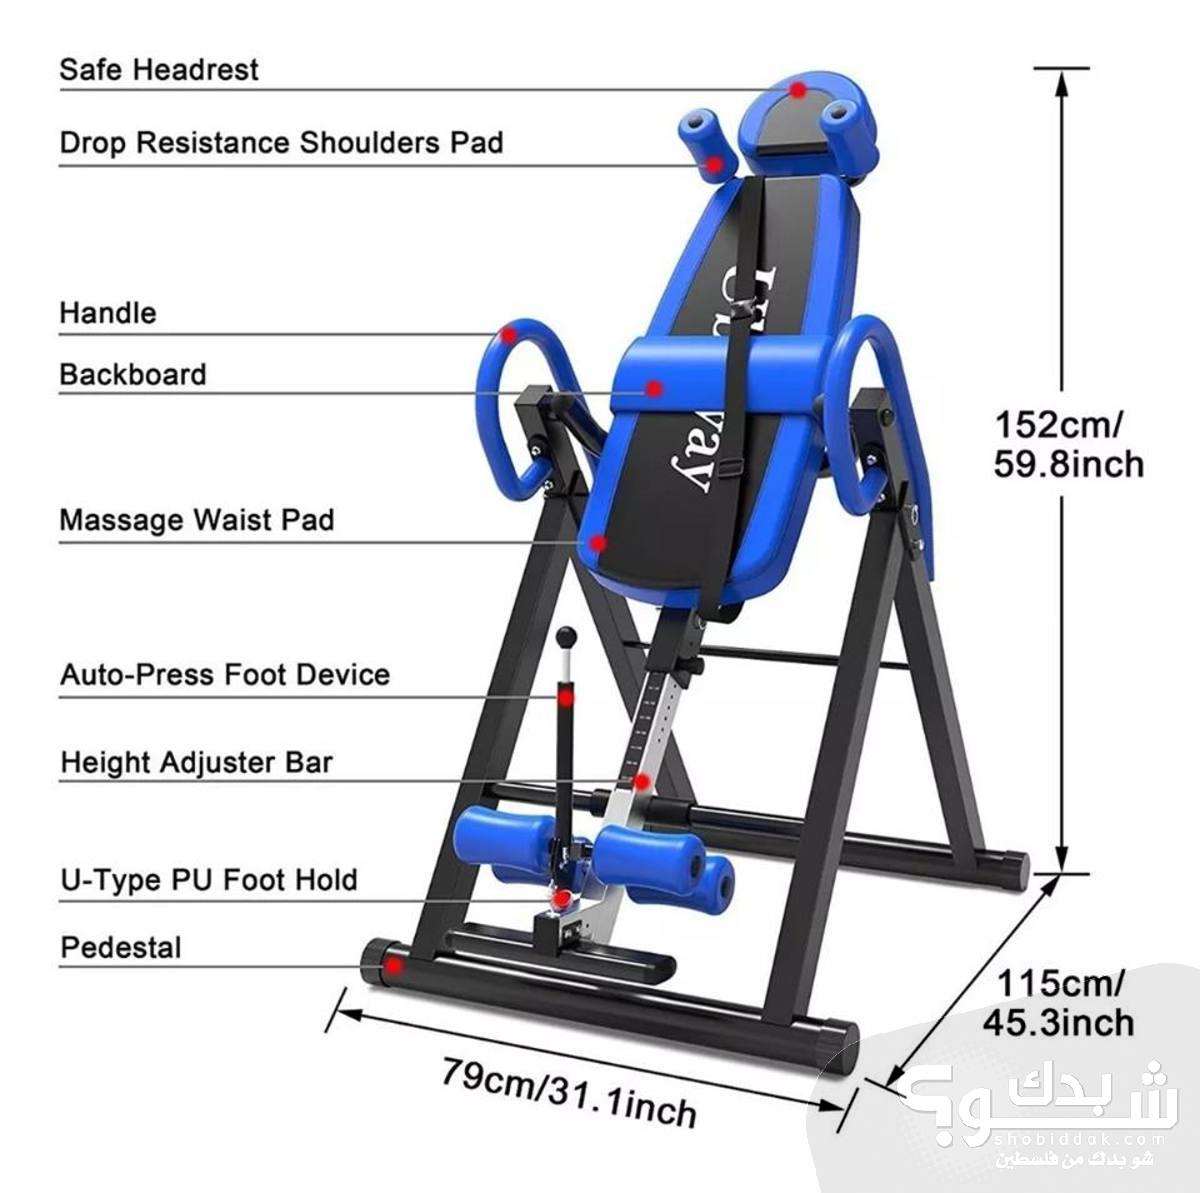 Safe Headrest
Drop Resistance Shoulders Pad
Handle
Backboard
Massage Waist Pad
Auto-Press Foot Device
Height Adjuster Bar
U-Type PU Foot Hold
Pedestal
152cm/
59.8inch
115cm/
45.3inch
79cm/31.1inch
شو بدك؟
shobiddak.com
شو بدك من فلسطين